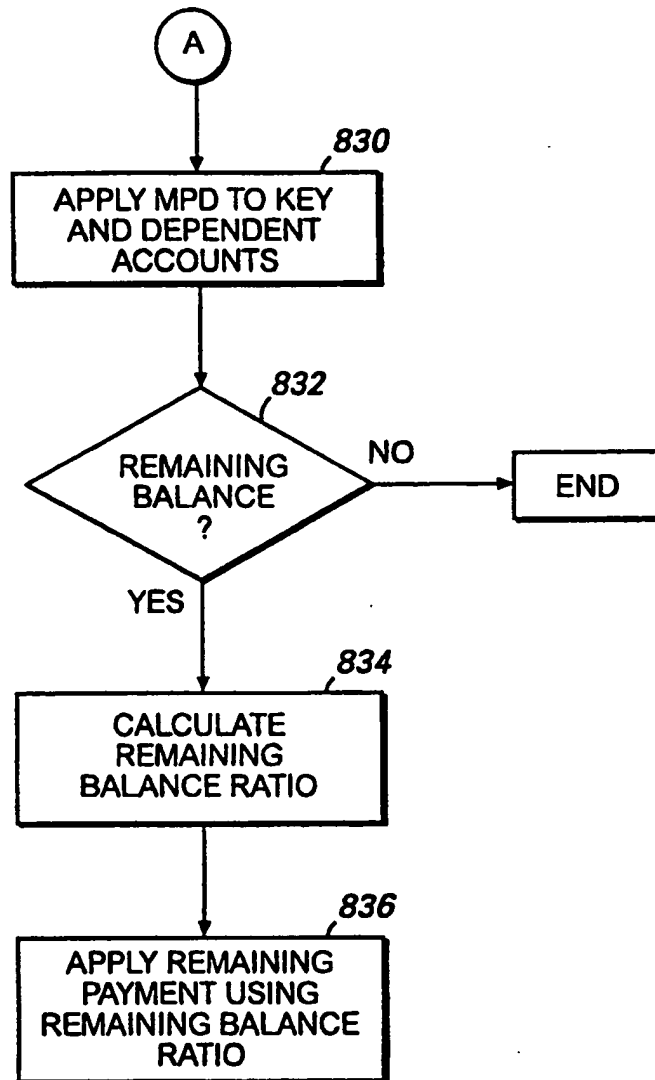 A
830
APPLY MPD TO KEY
AND DEPENDENT
ACCOUNTS
832
REMAINING
BALANCE
?
NO
END
YES
834
CALCULATE
REMAINING
BALANCE RATIO
836
APPLY REMAINING
PAYMENT USING
REMAINING BALANCE
RATIO